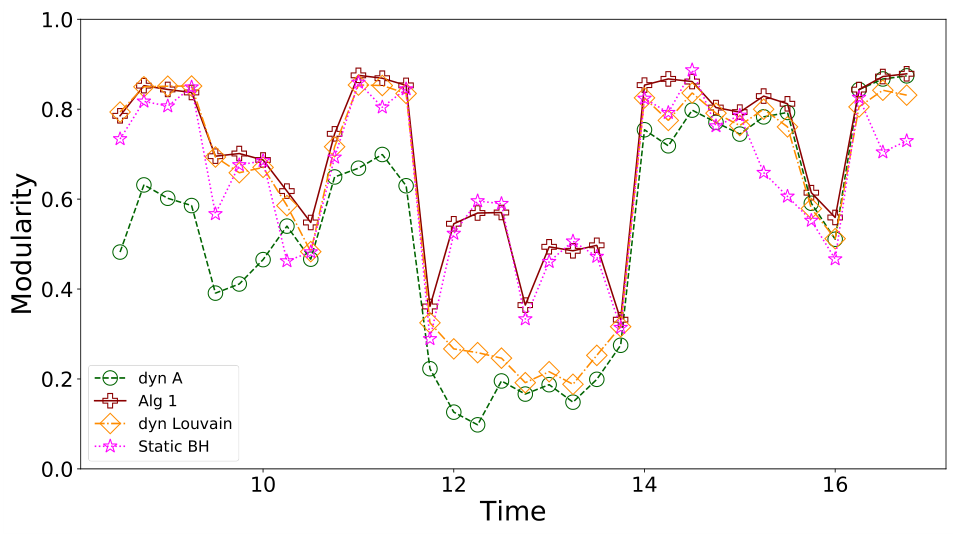 1.0
0.8
0.6
0.4
0.2
0.0
Modularity
dyn A
Alg 1
dyn Louvain
Static BH
10 12 14 16
Time